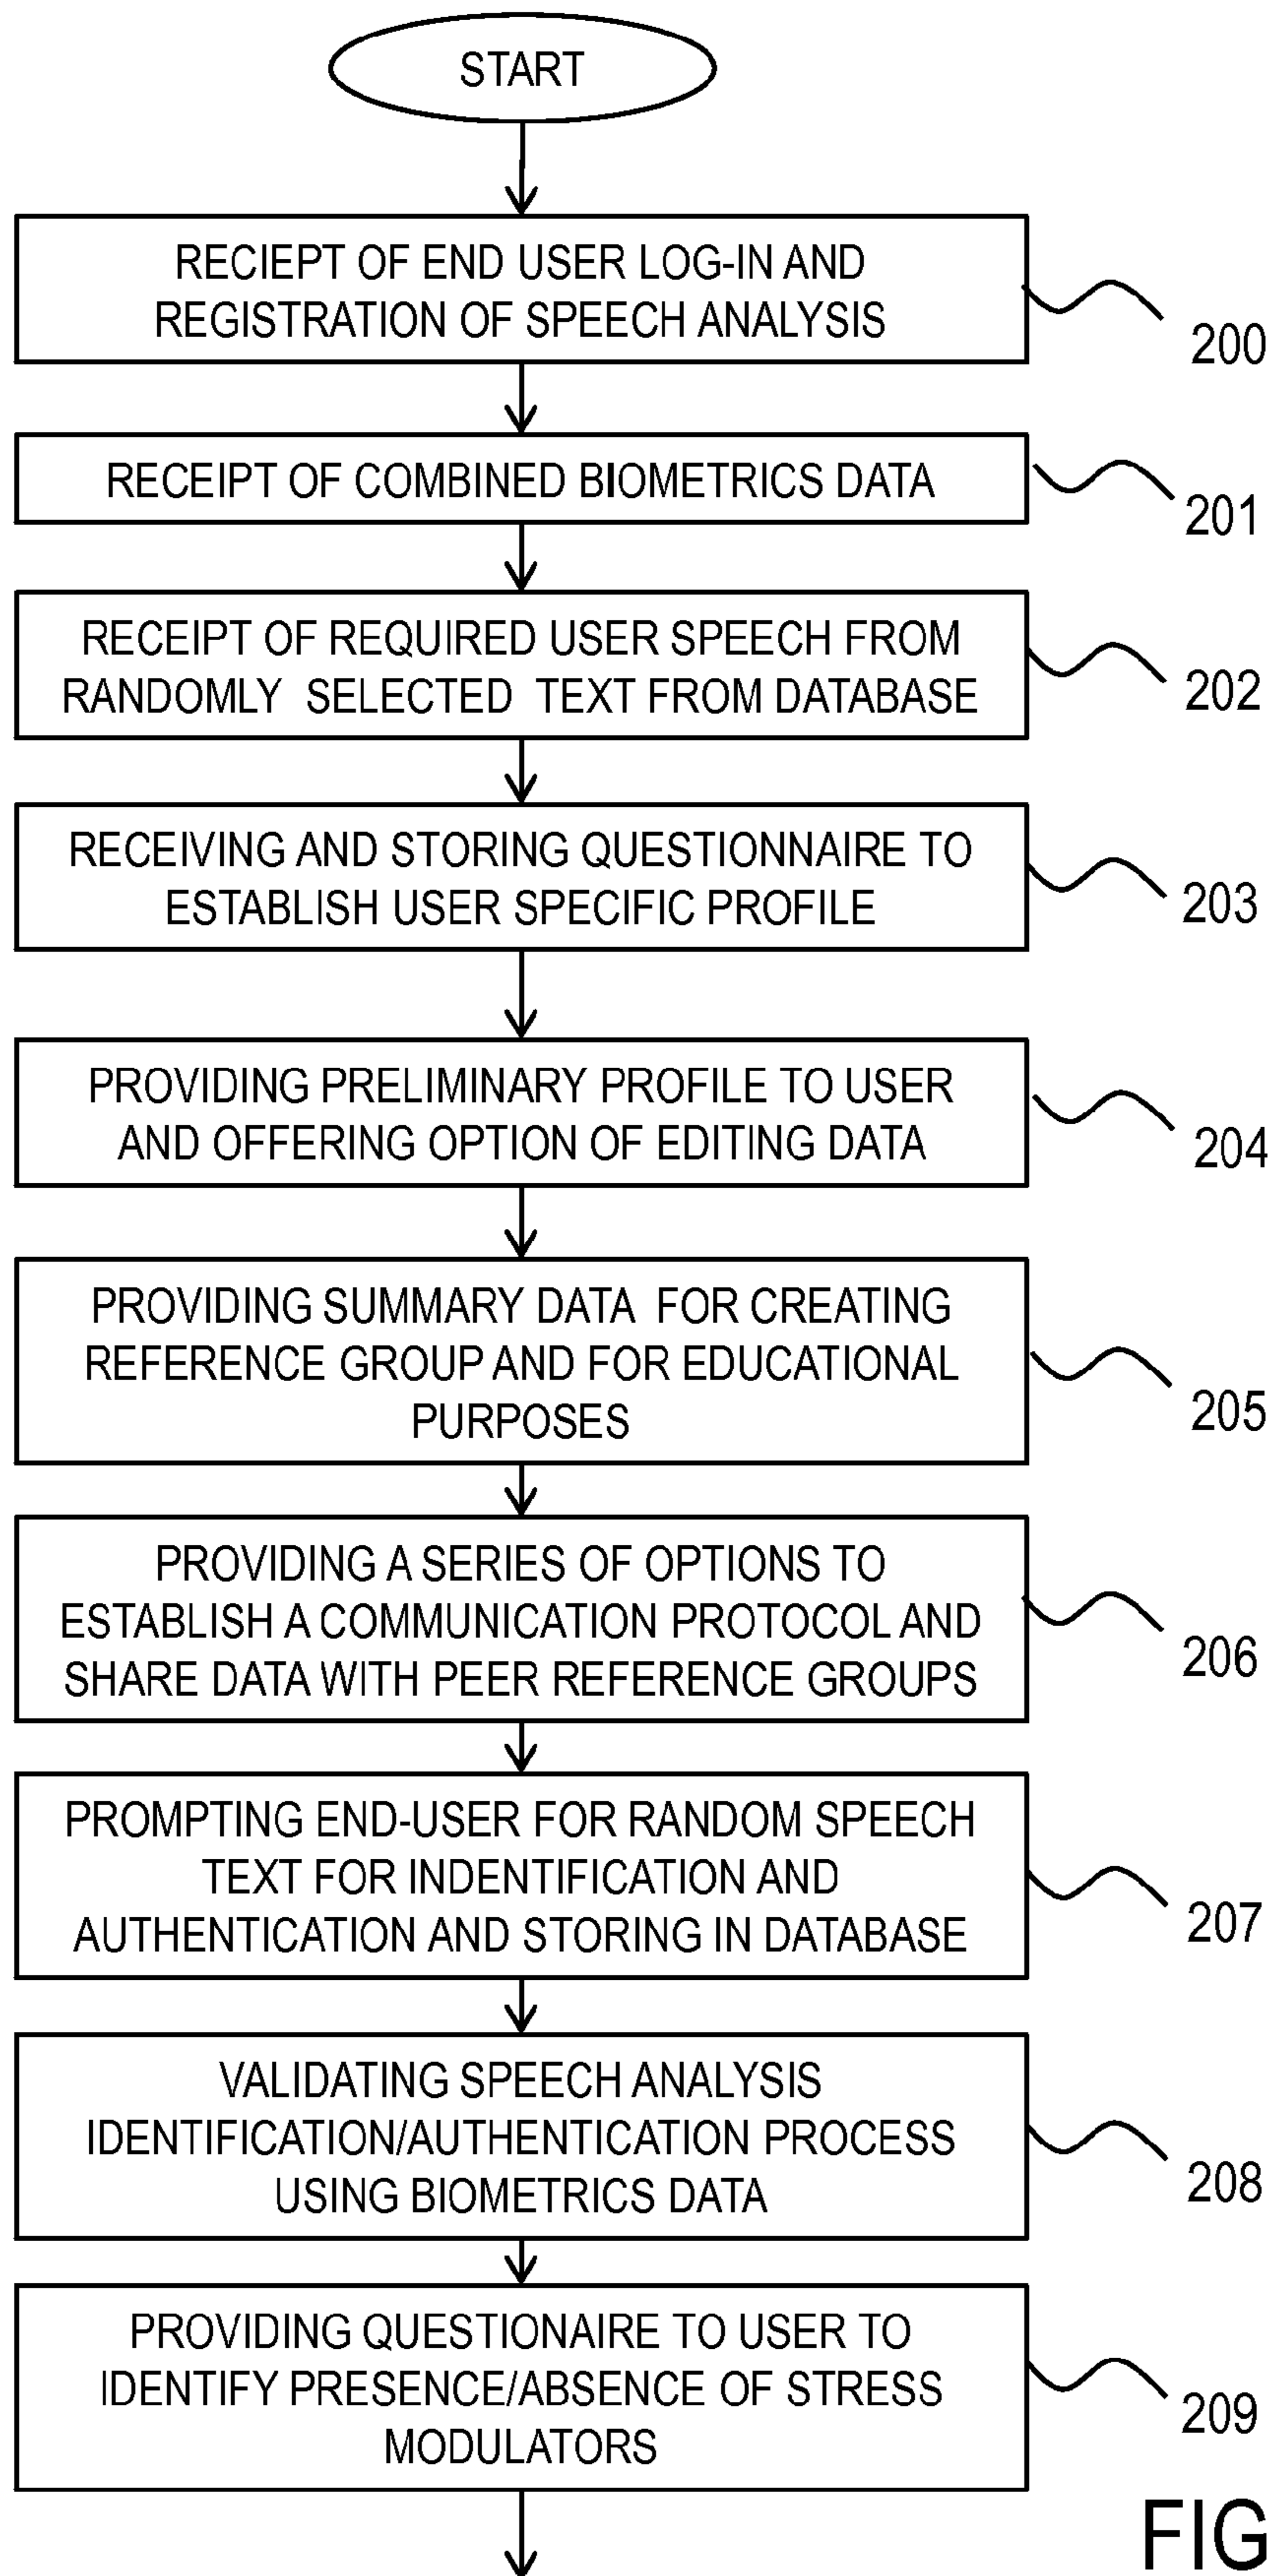 START
RECIEPT OF END USER LOG-IN AND
REGISTRATION OF SPEECH ANALYSIS
200
RECEIPT OF COMBINED BIOMETRICS DATA
201
RECEIPT OF REQUIRED USER SPEECH FROM
RANDOMLY SELECTED TEXT FROM DATABASE
202
RECEIVING AND STORING QUESTIONNAIRE TO
ESTABLISH USER SPECIFIC PROFILE
203
PROVIDING PRELIMINARY PROFILE TO USER
AND OFFERING OPTION OF EDITING DATA
204
PROVIDING SUMMARY DATA FOR CREATING
REFERENCE GROUP AND FOR EDUCATIONAL
PURPOSES
205
PROVIDING A SERIES OF OPTIONS TO
ESTABLISH A COMMUNICATION PROTOCOL AND
SHARE DATA WITH PEER REFERENCE GROUPS
206
PROMPTING END-USER FOR RANDOM SPEECH
TEXT FOR INDENTIFICATION AND
AUTHENTICATION AND STORING IN DATABASE
207
VALIDATING SPEECH ANALYSIS
IDENTIFICATION/AUTHENTICATION PROCESS
USING BIOMETRICS DATA
208
PROVIDING QUESTIONAIRE TO USER TO
IDENTIFY PRESENCE/ABSENCE OF STRESS
MODULATORS
209
FIG